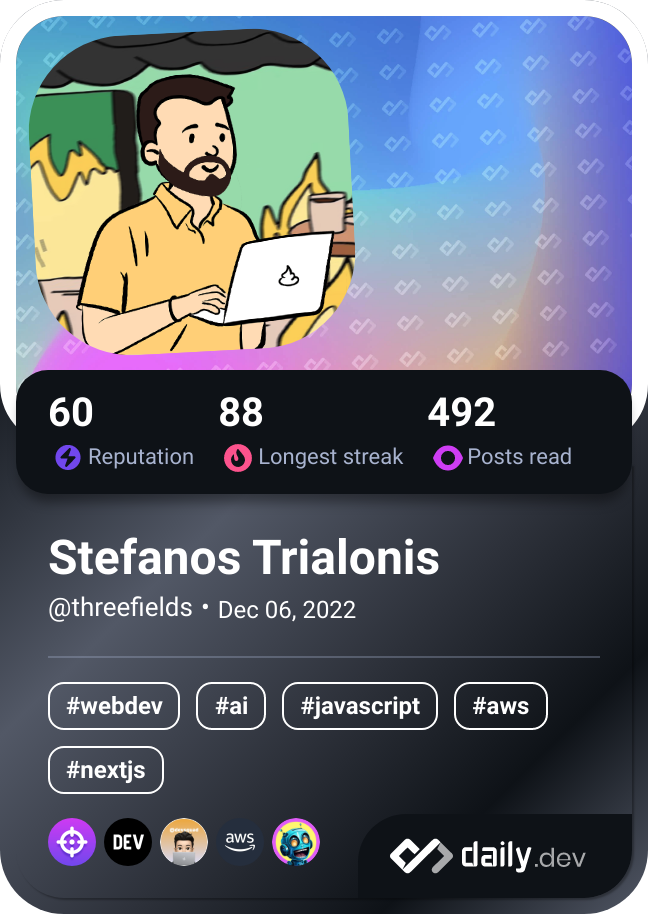 60 88 492
Reputation Longest streak Posts read
Stefanos Trialonis
@threefields • Dec 06, 2022
#webdev #ai #javascript #aws
#nextjs
DEV aws daily.dev